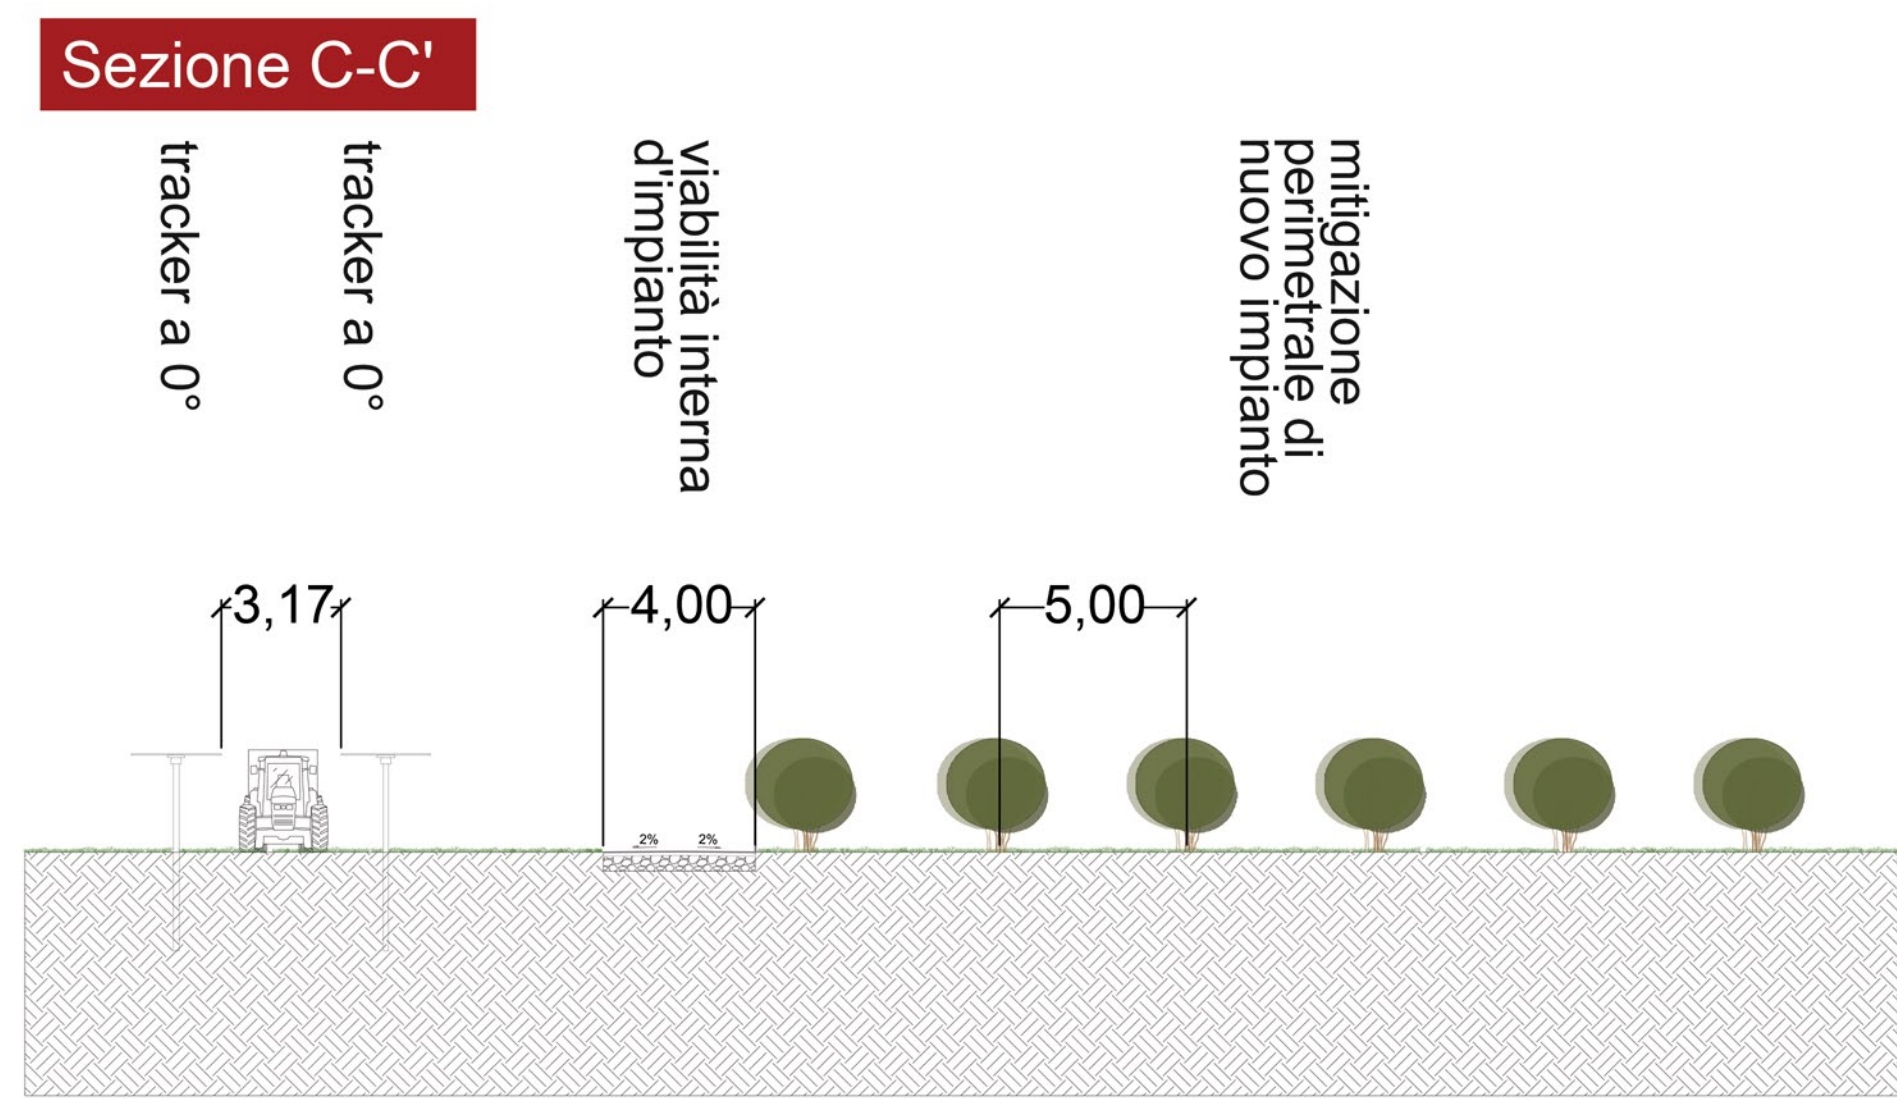 Sezione C-C'
tracker a 0°
tracker a 0°
viabilità interna
d'impianto
mitigazione
perimetrale di
nuovo impianto
3,17
4,00
5,00
2%
2%